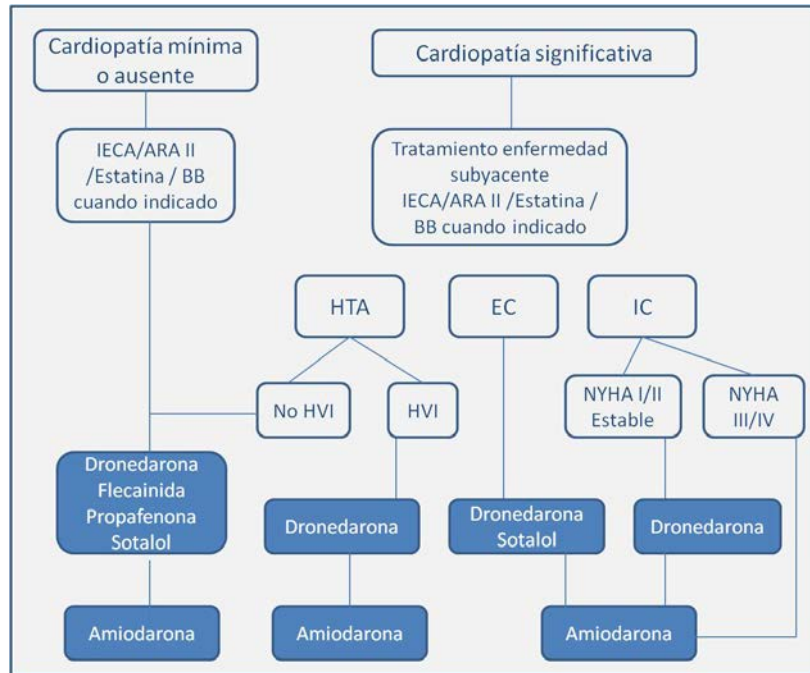 Cardiopatía mínima
o ausente
Cardiopatía significativa
IECA/ARA II
/Estatina / BB
cuando indicado
Tratamiento enfermedad
subyacente
IECA/ARA II /Estatina /
BB cuando indicado
HTA
EC
IC
No HVI
HVI
NYHA I/II
Estable
NYHA
III/IV
Dronedarona
Flecainida
Propafenona
Sotalol
Dronedarona
Dronedarona
Sotalol
Dronedarona
Amiodarona
Amiodarona
Amiodarona